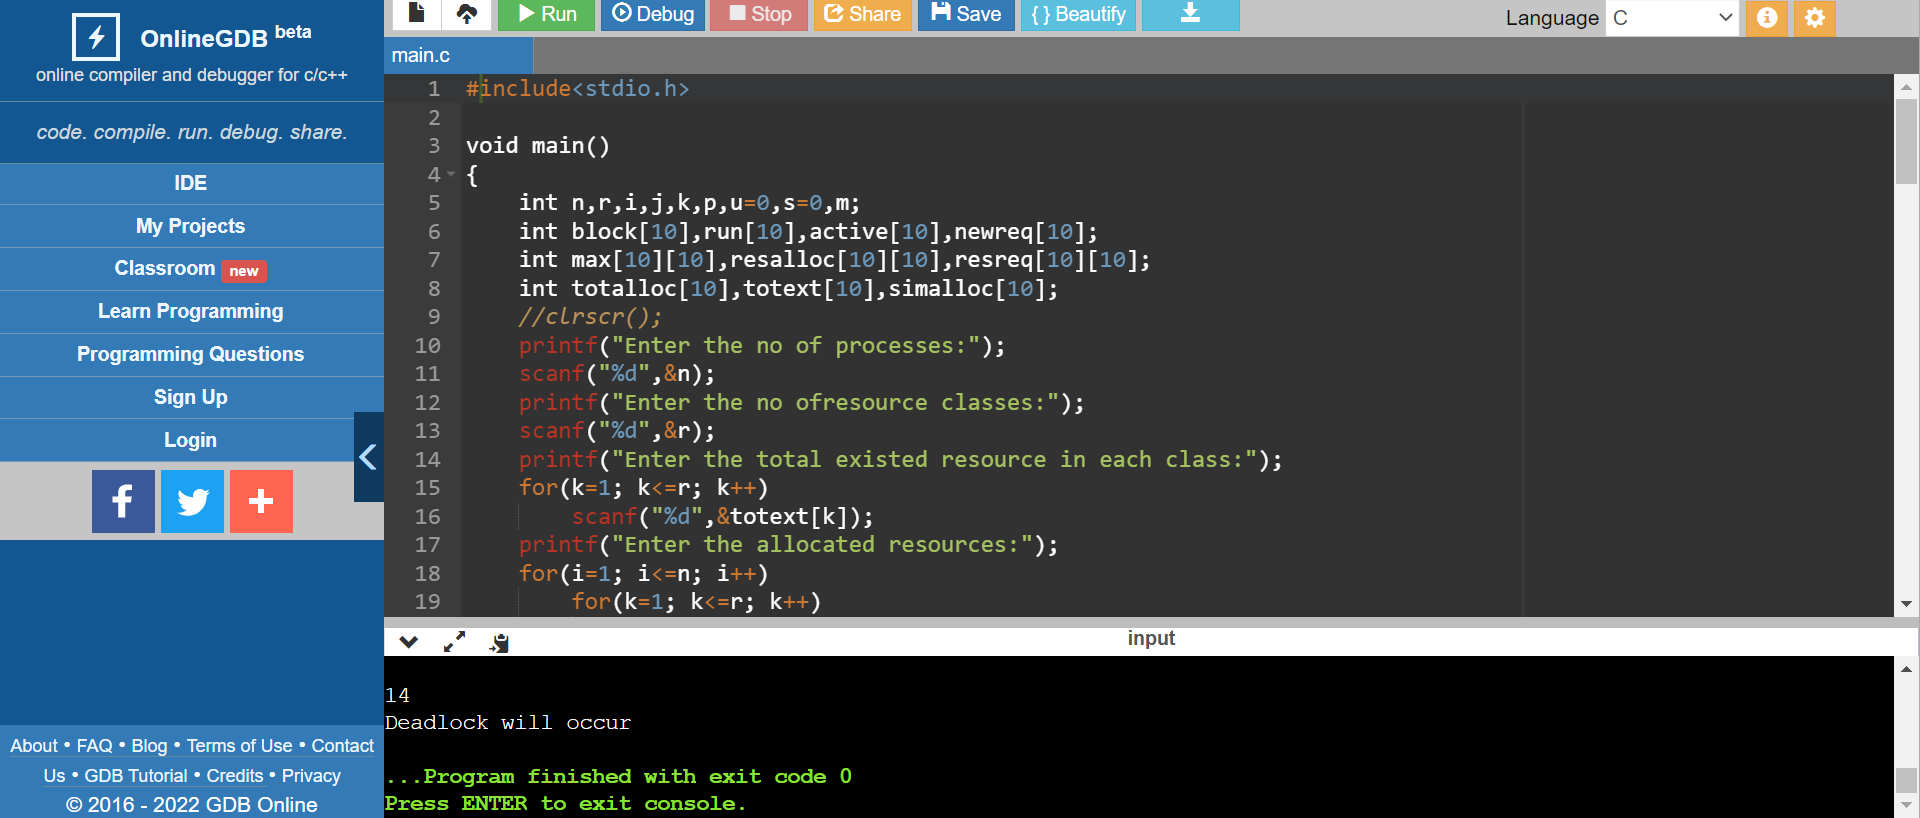 OnlineGDB beta
online compiler and debugger for c/c++
code. compile. run. debug. share.
IDE
My Projects
Classroom new
Learn Programming
Programming Questions
Sign Up
Login
About • FAQ • Blog • Terms of Use • Contact
Us • GDB Tutorial • Credits • Privacy
© 2016 - 2022 GDB Online
Run Debug Stop Share Save { } Beautify Language C
main.c
1 #include<stdio.h>
2
3 void main()
4 {
5 int n,r,i,j,k,p,u=0,s=0,m;
6 int block[10],run[10],active[10],newreq[10];
7 int max[10][10],resalloc[10][10],resreq[10][10];
8 int totalloc[10],totext[10],simalloc[10];
9 //clrscr();
10 printf("Enter the no of processes:");
11 scanf("%d",&n);
12 printf("Enter the no ofresource classes:");
13 scanf("%d",&r);
14 printf("Enter the total existed resource in each class:");
15 for(k=1; k<=r; k++)
16 scanf("%d",&totext[k]);
17 printf("Enter the allocated resources:");
18 for(i=1; i<=n; i++)
19 for(k=1; k<=r; k++)
input
14
Deadlock will occur
...Program finished with exit code 0
Press ENTER to exit console.